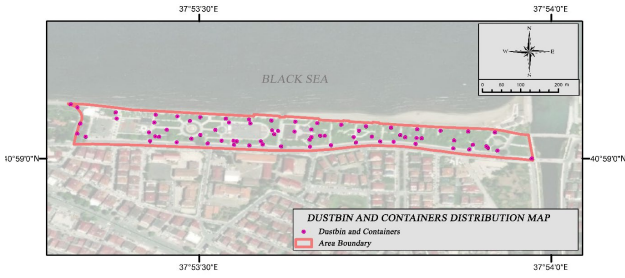 37°53'30"E 37°54'0"E
N
W E
S
0 50 100 200 m
BLACK SEA
40°59'0"N 40°59'0"N
DUSTBIN AND CONTAINERS DISTRIBUTION MAP
Dustbin and Containers
Area Boundary
37°53'30"E 37°54'0"E